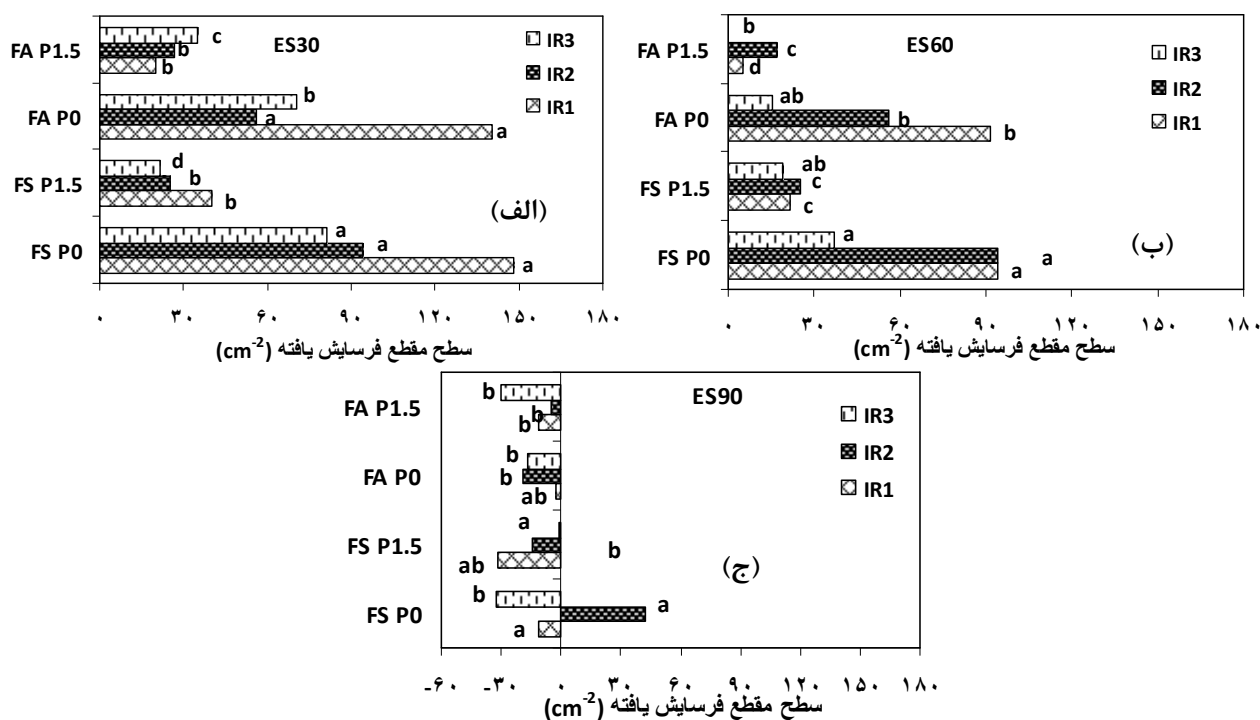 ES30
IR3
IR2
IR1
FA P1.5
c
b
b
FA P0
b
a
a
FS P1.5
d
b
b
FS P0
a
a
a
(الف)
۰ ۳۰ ۶۰ ۹۰ ۱۲۰ ۱۵۰ ۱۸۰
سطح مقطع فرسایش یافته (cm-2)
ES60
IR3
IR2
IR1
FA P1.5
b
c
d
FA P0
ab
b
b
FS P1.5
ab
c
c
FS P0
a
a
a
(ب)
۰ ۳۰ ۶۰ ۹۰ ۱۲۰ ۱۵۰ ۱۸۰
سطح مقطع فرسایش یافته (cm-2)
ES90
IR3
IR2
IR1
FA P1.5
b
b
b
FA P0
b
b
ab
FS P1.5
a
b
ab
FS P0
b
a
a
(ج)
-۶۰ -۳۰ ۰ ۳۰ ۶۰ ۹۰ ۱۲۰ ۱۵۰ ۱۸۰
سطح مقطع فرسایش یافته (cm-2)